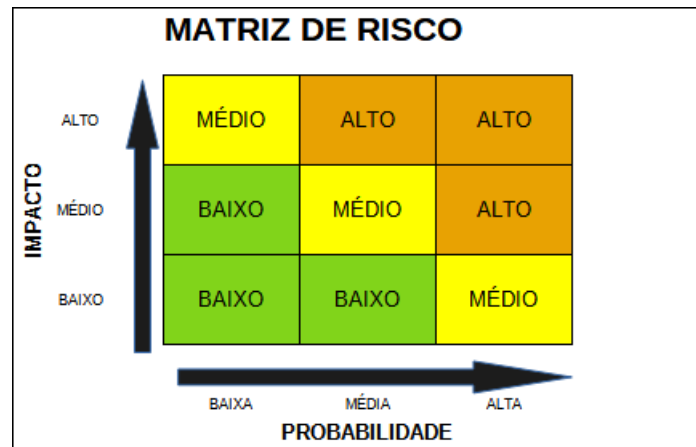 MATRIZ DE RISCO
ALTO MÉDIO ALTO ALTO
IMPACTO
MÉDIO BAIXO MÉDIO ALTO
BAIXO BAIXO BAIXO MÉDIO
BAIXA MÉDIA ALTA
PROBABILIDADE